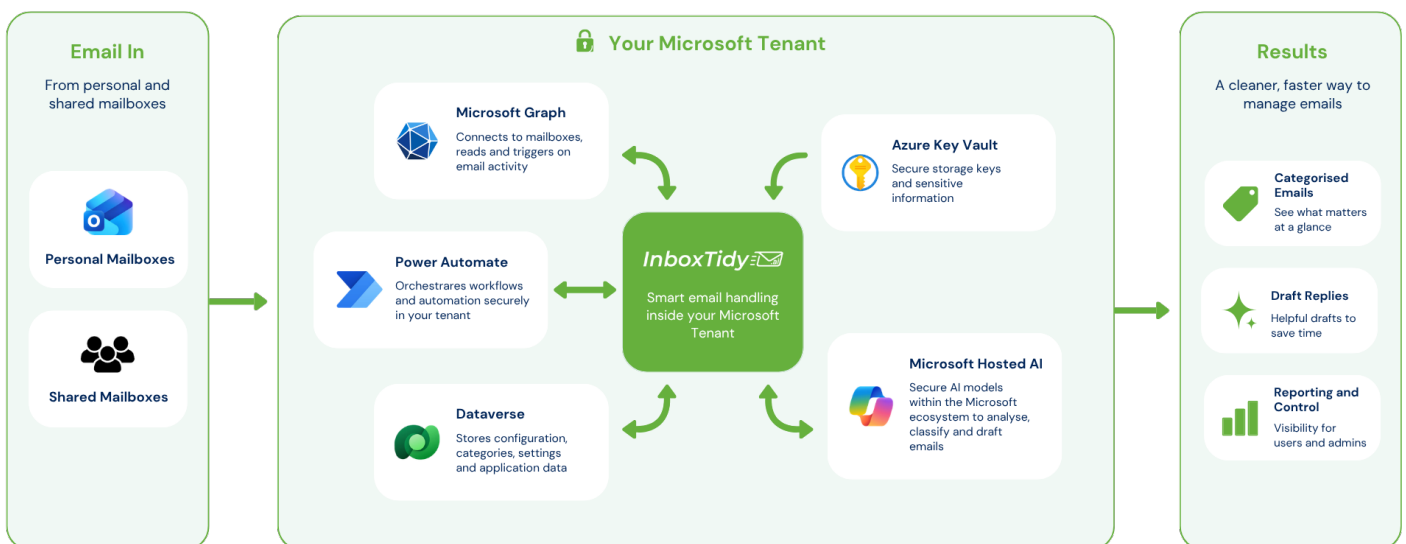 Email In
From personal and
shared mailboxes
Personal Mailboxes
Shared Mailboxes
Your Microsoft Tenant
Microsoft Graph
Connects to mailboxes,
reads and triggers on
email activity
Power Automate
Orchestrares workflows
and automation securely
in your tenant
Dataverse
Stores configuration,
categories, settings
and application data
InboxTidy
Smart email handling
inside your Microsoft
Tenant
Azure Key Vault
Secure storage keys
and sensitive
information
Microsoft Hosted AI
Secure AI models
within the Microsoft
ecosystem to analyse,
classify and draft
emails
Results
A cleaner, faster way to
manage emails
Categorised
Emails
See what matters
at a glance
Draft Replies
Helpful drafts to
save time
Reporting and
Control
Visibility for
users and admins